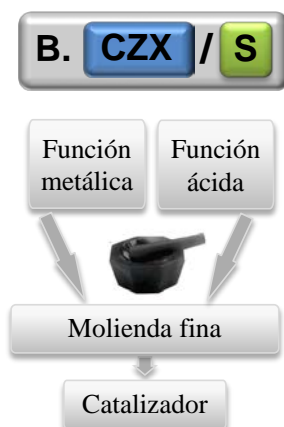 B. CZX / S
Función Función
metálica ácida
Molienda fina
Catalizador